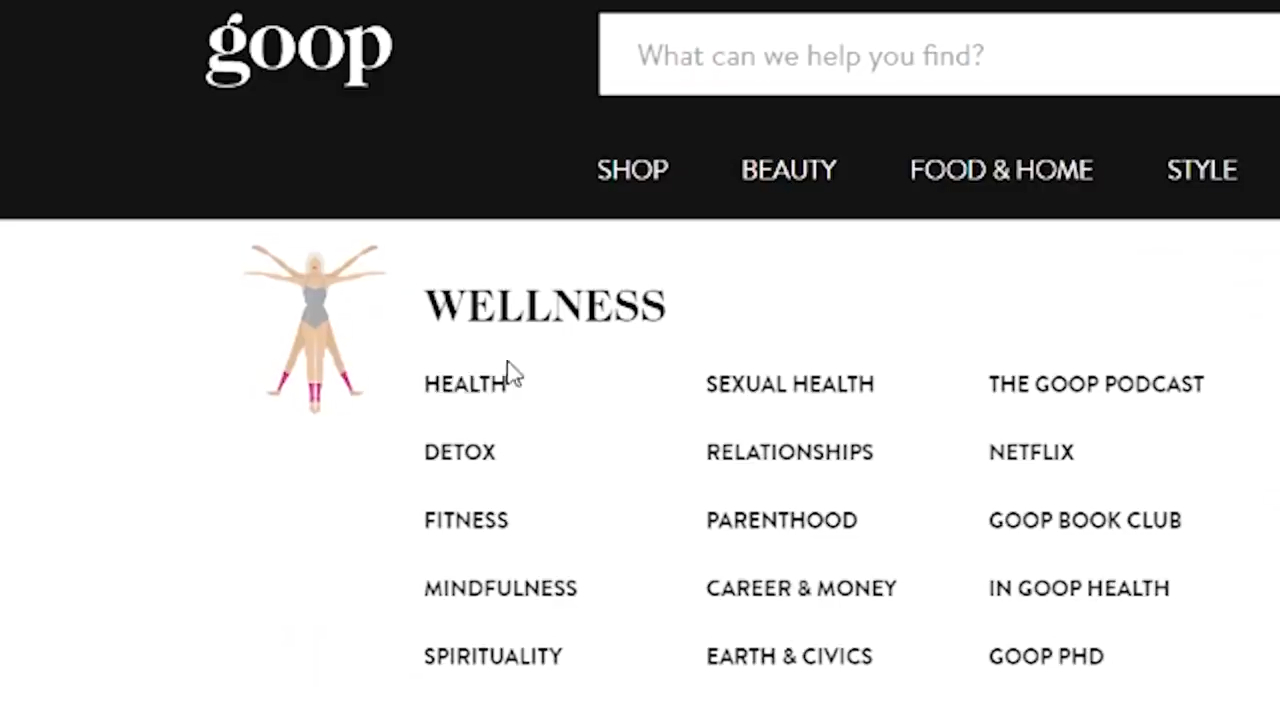 goop
What can we help you find?
SHOP BEAUTY FOOD & HOME STYLE
WELLNESS
HEALTH SEXUAL HEALTH THE GOOP PODCAST
DETOX RELATIONSHIPS NETFLIX
FITNESS PARENTHOOD GOOP BOOK CLUB
MINDFULNESS CAREER & MONEY IN GOOP HEALTH
SPIRITUALITY EARTH & CIVICS GOOP PHD